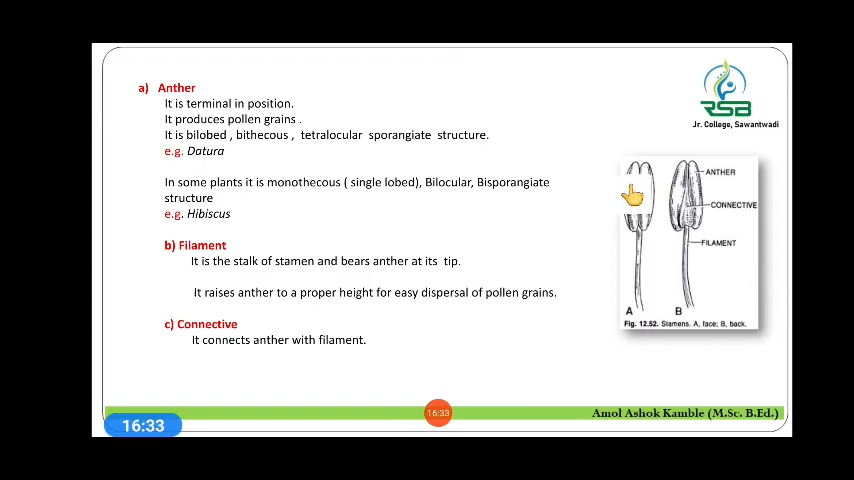 a) Anther
It is terminal in position.
It produces pollen grains .
It is bilobed , bithecous , tetralocular sporangiate structure.
e.g. Datura
In some plants it is monothecous ( single lobed), Bilocular, Bisporangiate
structure
e.g. Hibiscus
b) Filament
It is the stalk of stamen and bears anther at its tip.
It raises anther to a proper height for easy dispersal of pollen grains.
c) Connective
It connects anther with filament.
RSB
Jr. College, Sawantwadi
ANTHER
CONNECTIVE
FILAMENT
A B
Fig. 12.52. Stamens. A, face; B, back.
16:33
Amol Ashok Kamble (M.Sc. B.Ed.)
16:33